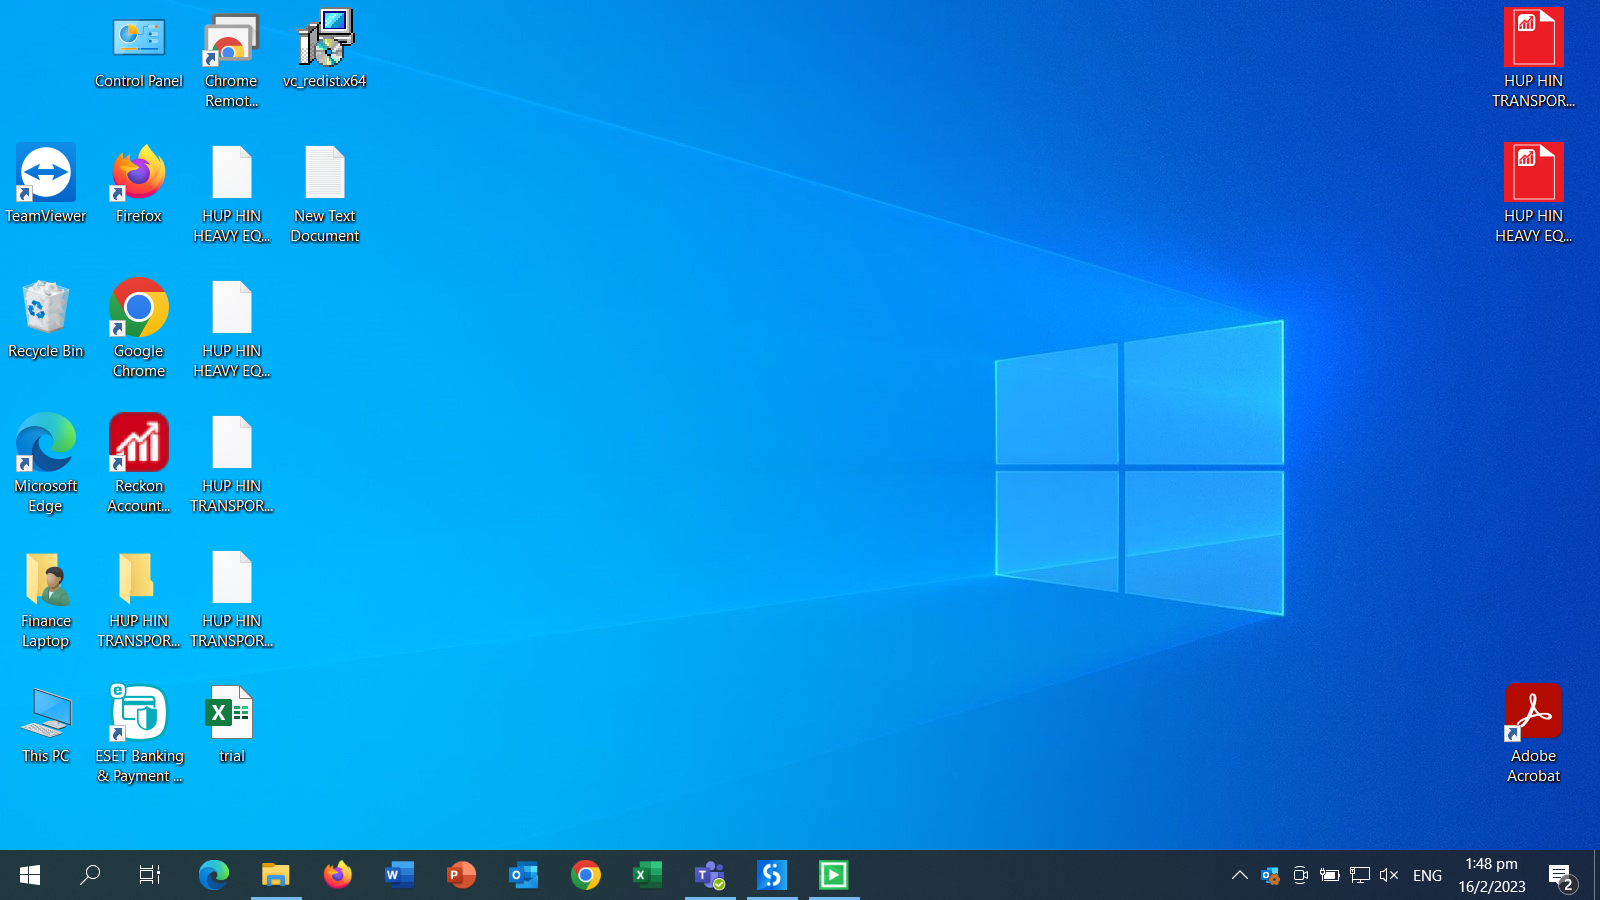 Control Panel
Chrome
Remot...
vc_redist.x64
HUP HIN
TRANSPOR...
TeamViewer
Firefox
HUP HIN
HEAVY EQ...
New Text
Document
HUP HIN
HEAVY EQ...
Recycle Bin
Google
Chrome
HUP HIN
HEAVY EQ...
Microsoft
Edge
Reckon
Account...
HUP HIN
TRANSPOR...
Finance
Laptop
HUP HIN
TRANSPOR...
HUP HIN
TRANSPOR...
This PC
ESET Banking
& Payment ...
trial
Adobe
Acrobat
ENG
1:48 pm
16/2/2023
2